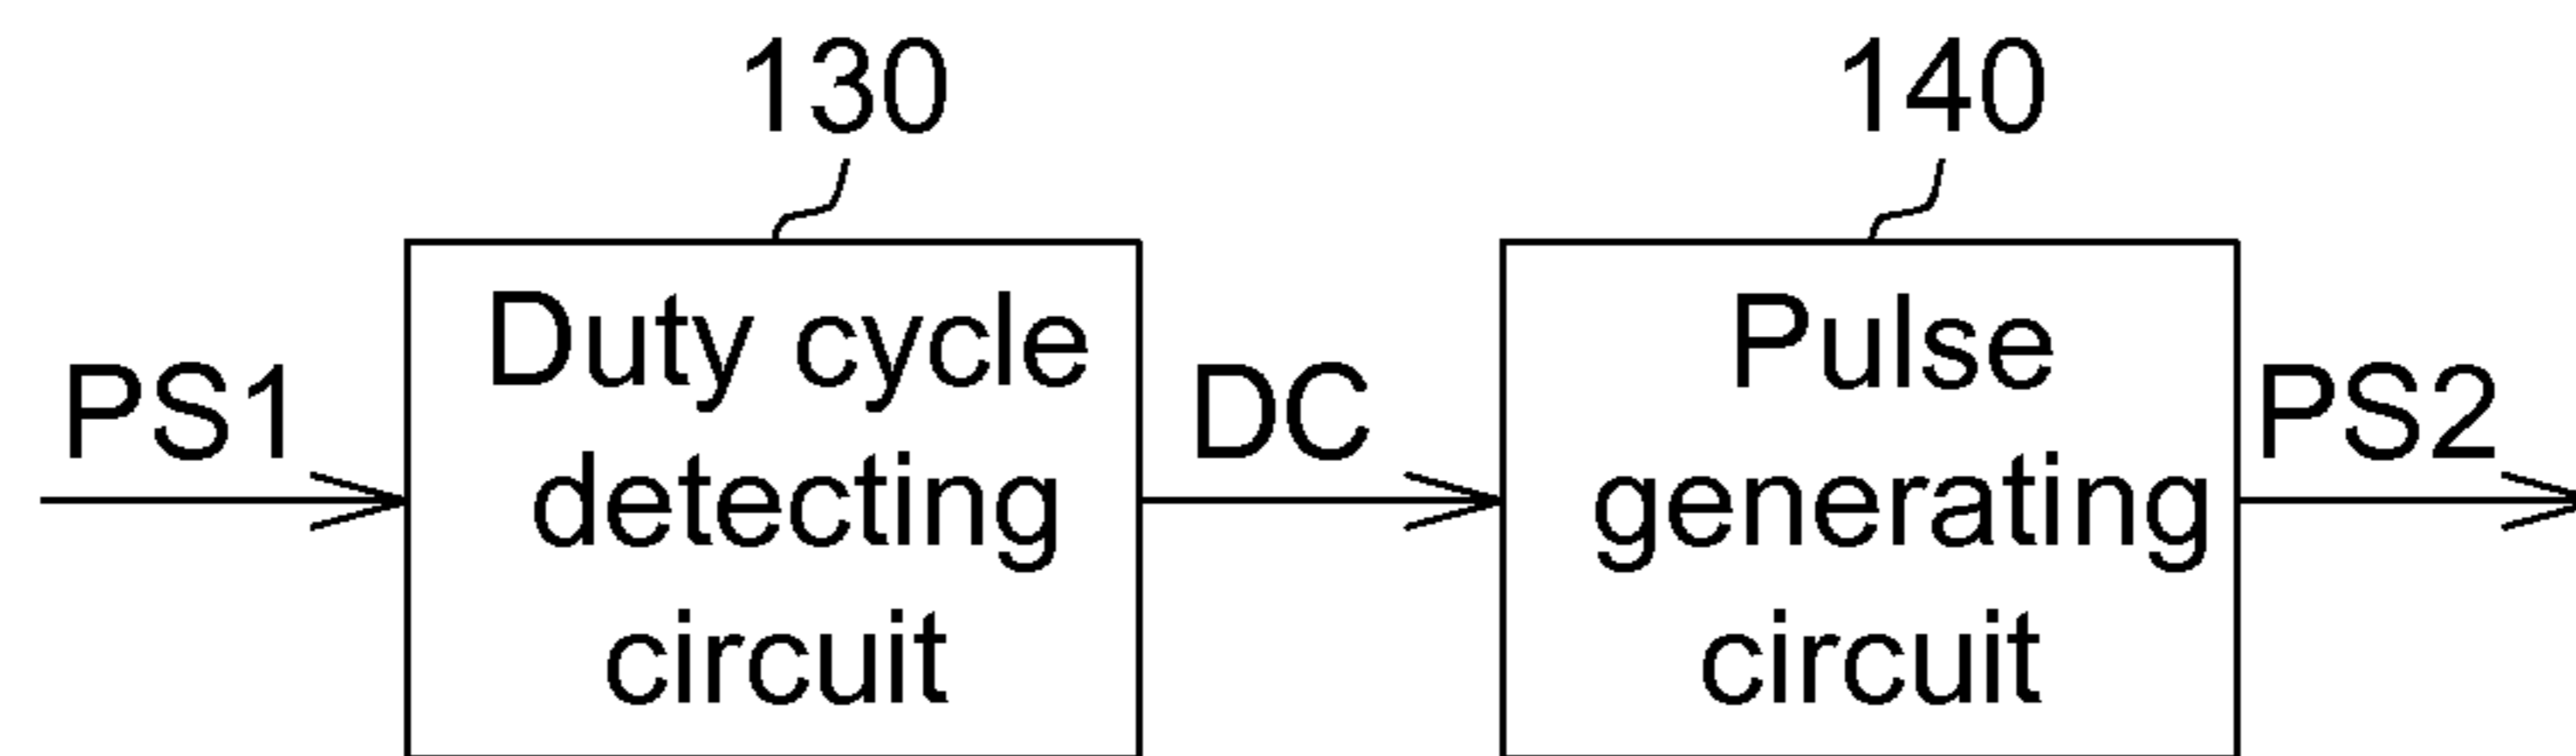 130
140
PS1
Duty cycle
detecting
circuit
DC
Pulse
generating
circuit
PS2